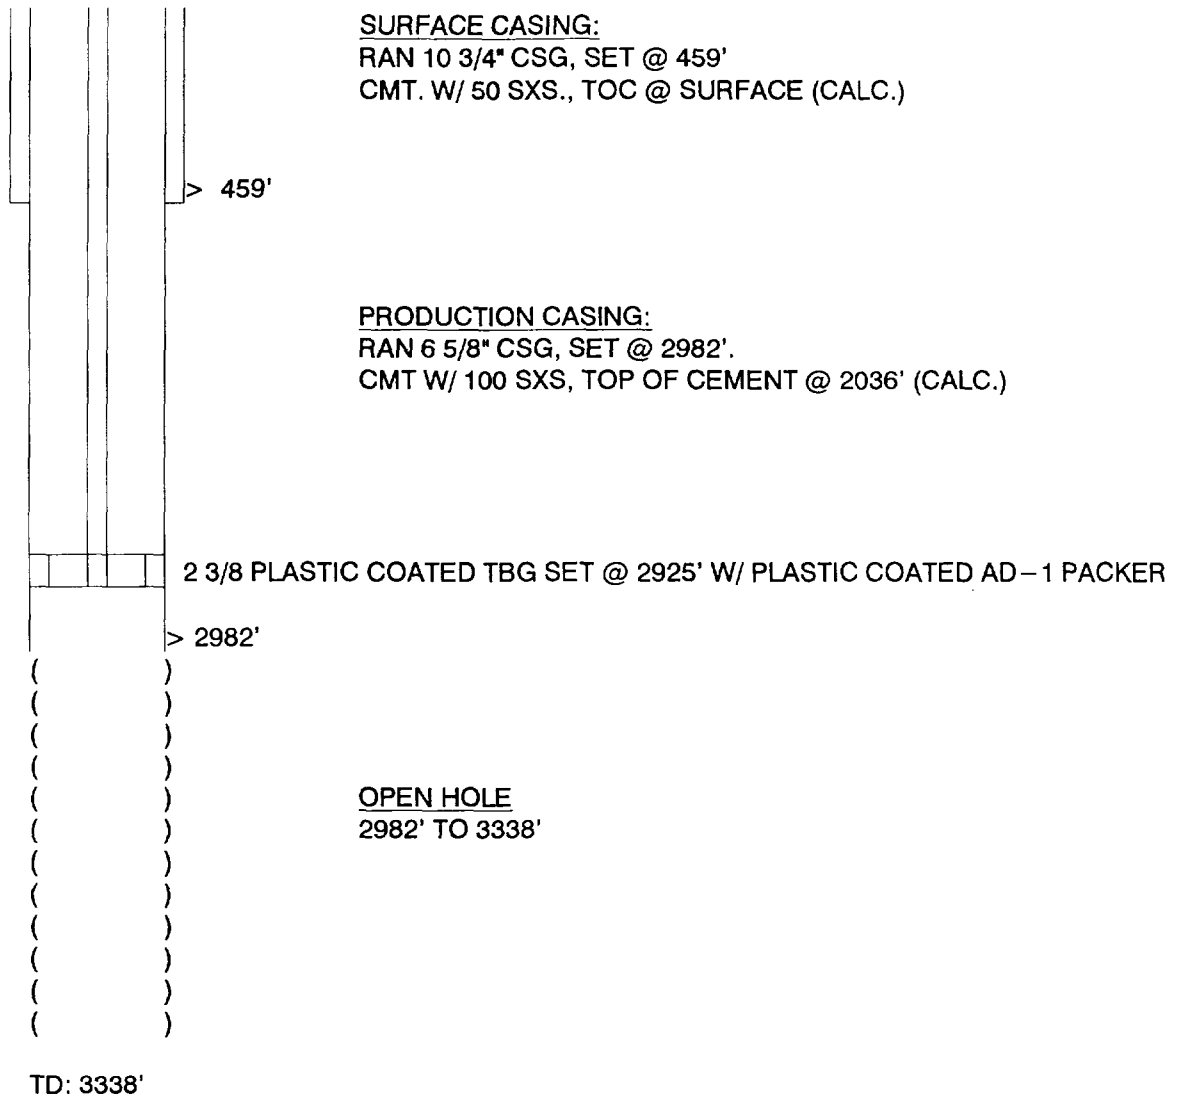 SURFACE CASING:
RAN 10 3/4" CSG, SET @ 459'
CMT. W/ 50 SXS., TOC @ SURFACE (CALC.)
> 459'
PRODUCTION CASING:
RAN 6 5/8" CSG, SET @ 2982'.
CMT W/ 100 SXS, TOP OF CEMENT @ 2036' (CALC.)
2 3/8 PLASTIC COATED TBG SET @ 2925' W/ PLASTIC COATED AD-1 PACKER
> 2982'
( )
( )
( )
( )
( )
( )
( )
( )
( )
( )
( )
( )
OPEN HOLE
2982' TO 3338'
TD: 3338'